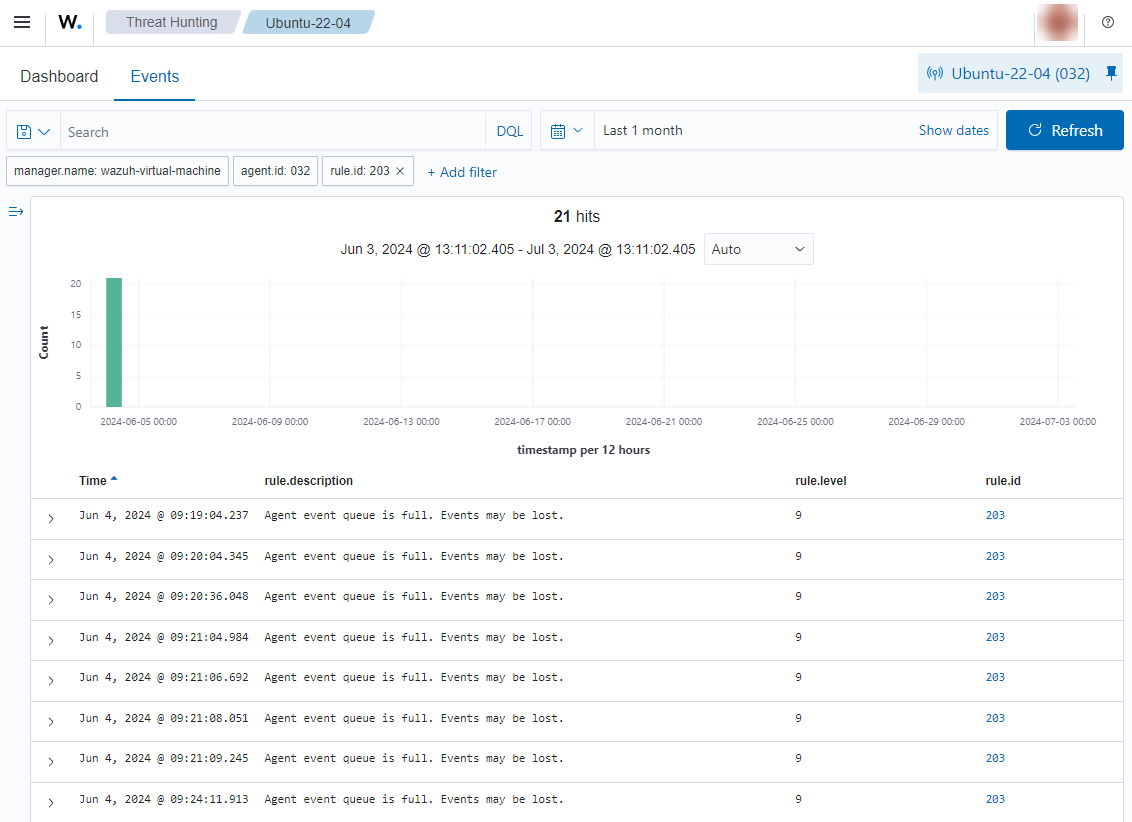 W. Threat Hunting Ubuntu-22-04
Dashboard Events Ubuntu-22-04 (032)
Search DQL Last 1 month Show dates Refresh
manager.name: wazuh-virtual-machine agent.id: 032 rule.id: 203 × + Add filter
21 hits
Jun 3, 2024 @ 13:11:02.405 - Jul 3, 2024 @ 13:11:02.405 Auto
20
15
10
5
0
Count
2024-06-05 00:00 2024-06-09 00:00 2024-06-13 00:00 2024-06-17 00:00 2024-06-21 00:00 2024-06-25 00:00 2024-06-29 00:00 2024-07-03 00:00
timestamp per 12 hours
Time rule.description rule.level rule.id
Jun 4, 2024 @ 09:19:04.237 Agent event queue is full. Events may be lost. 9 203
Jun 4, 2024 @ 09:20:04.345 Agent event queue is full. Events may be lost. 9 203
Jun 4, 2024 @ 09:20:36.048 Agent event queue is full. Events may be lost. 9 203
Jun 4, 2024 @ 09:21:04.984 Agent event queue is full. Events may be lost. 9 203
Jun 4, 2024 @ 09:21:06.692 Agent event queue is full. Events may be lost. 9 203
Jun 4, 2024 @ 09:21:08.051 Agent event queue is full. Events may be lost. 9 203
Jun 4, 2024 @ 09:21:09.245 Agent event queue is full. Events may be lost. 9 203
Jun 4, 2024 @ 09:24:11.913 Agent event queue is full. Events may be lost. 9 203